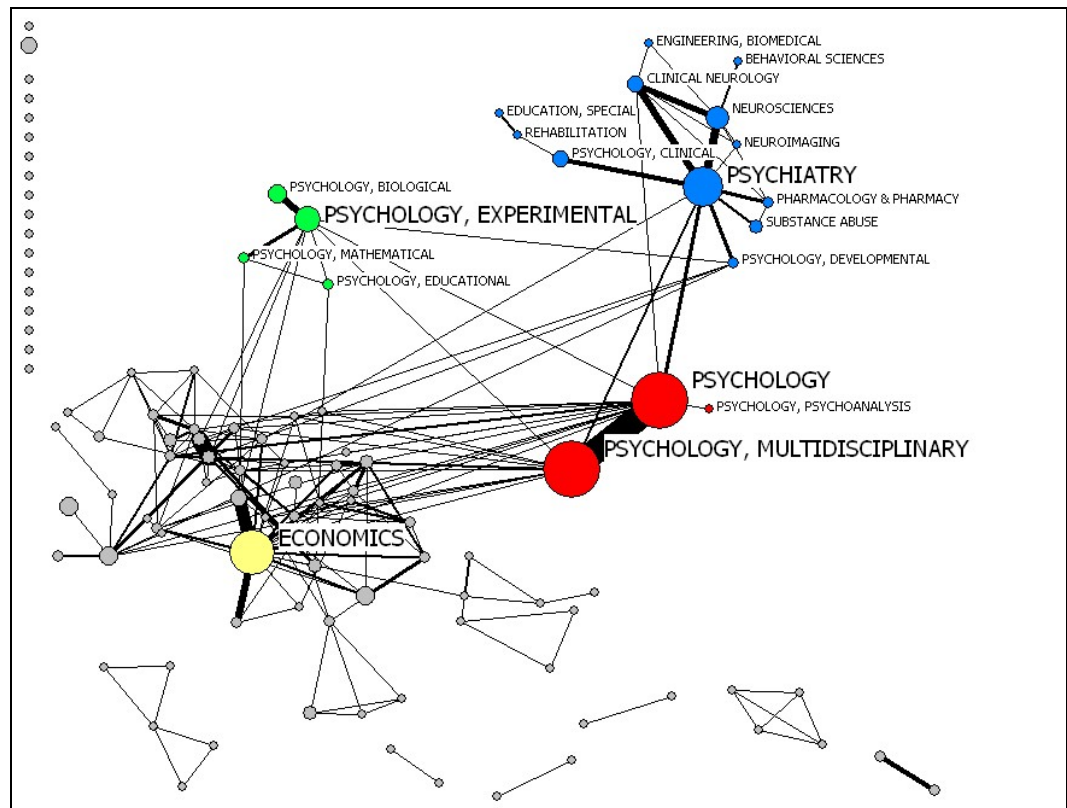 ENGINEERING, BIOMEDICAL
BEHAVIORAL SCIENCES
CLINICAL NEUROLOGY
NEUROSCIENCES
EDUCATION, SPECIAL
REHABILITATION
NEUROIMAGING
PSYCHOLOGY, CLINICAL
PSYCHIATRY
PSYCHOLOGY, BIOLOGICAL
PHARMACOLOGY & PHARMACY
PSYCHOLOGY, EXPERIMENTAL
SUBSTANCE ABUSE
PSYCHOLOGY, MATHEMATICAL
PSYCHOLOGY, DEVELOPMENTAL
PSYCHOLOGY, EDUCATIONAL
PSYCHOLOGY
PSYCHOLOGY, PSYCHOANALYSIS
PSYCHOLOGY, MULTIDISCIPLINARY
ECONOMICS